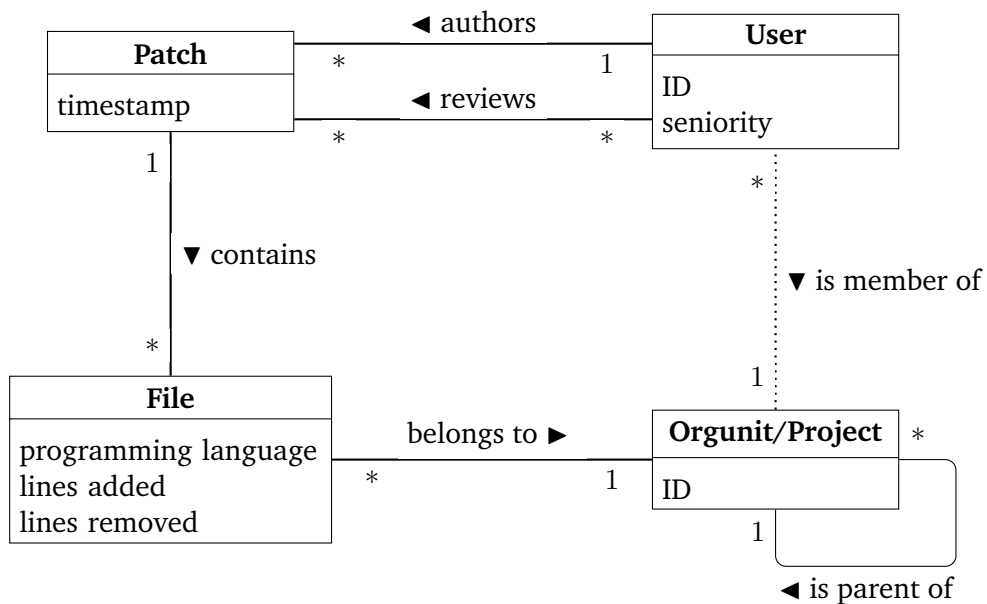 Patch
timestamp
◄ authors
*
1
◄ reviews
*
*
User
ID
seniority
1
▼ contains
*
*
▼ is member of
1
File
programming language
lines added
lines removed
belongs to ►
*
1
Orgunit/Project
ID
*
1
◄ is parent of